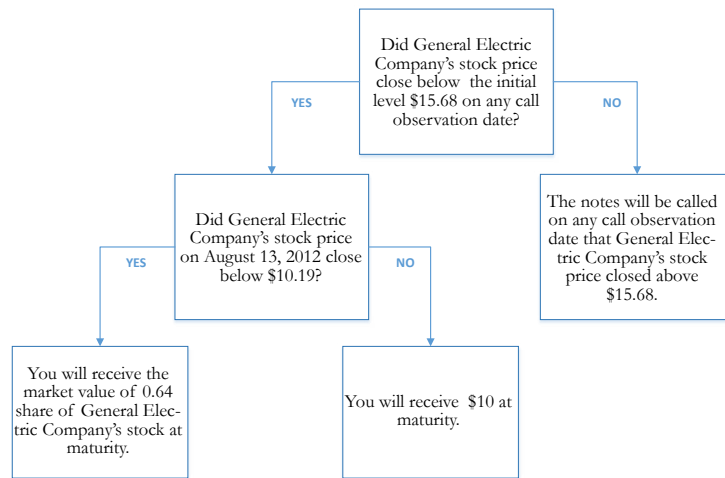 Did General Electric
Company's stock price
close below the initial
level $15.68 on any call
observation date?
YES
NO
Did General Electric
Company's stock price
on August 13, 2012 close
below $10.19?
The notes will be called
on any call observation
date that General Elec-
tric Company's stock
price closed above
$15.68.
YES
NO
You will receive the
market value of 0.64
share of General Elec-
tric Company's stock at
maturity.
You will receive $10 at
maturity.